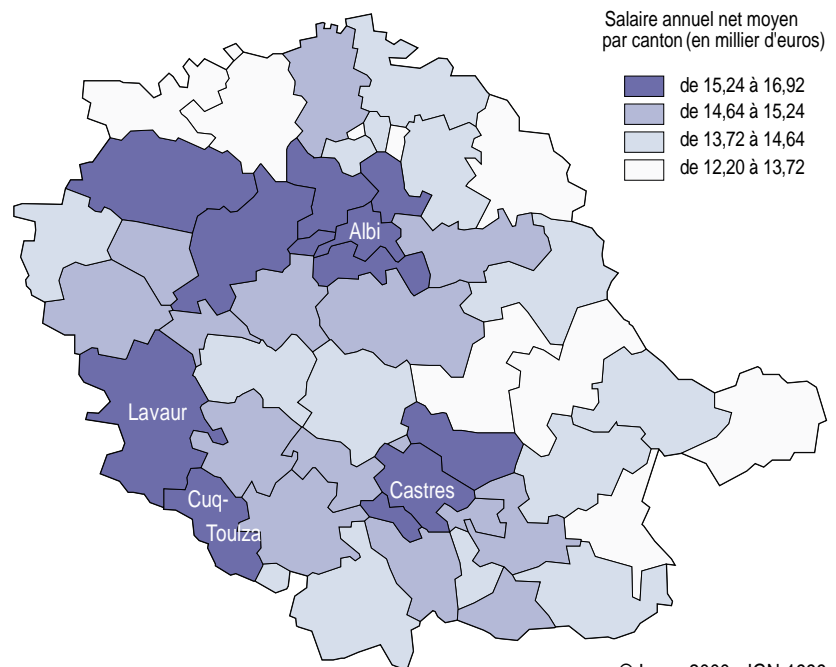 Salaire annuel net moyen
par canton (en millier d'euros)
de 15,24 à 16,92
de 14,64 à 15,24
de 13,72 à 14,64
de 12,20 à 13,72
Albi
Lavaur
Castres
Cuq-
Toulza